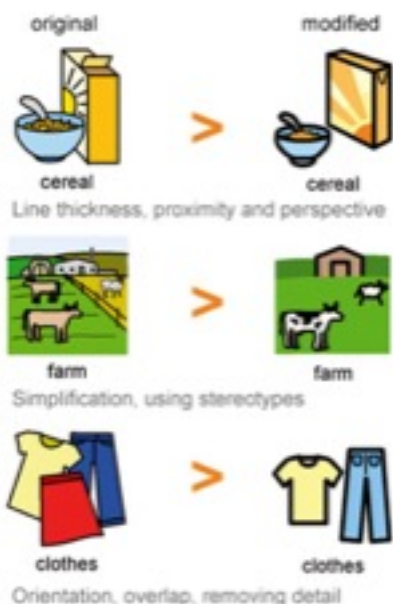 original modified
>
cereal cereal
Line thickness, proximity and perspective
>
farm farm
Simplification, using stereotypes
>
clothes clothes
Orientation, overlap, removing detail